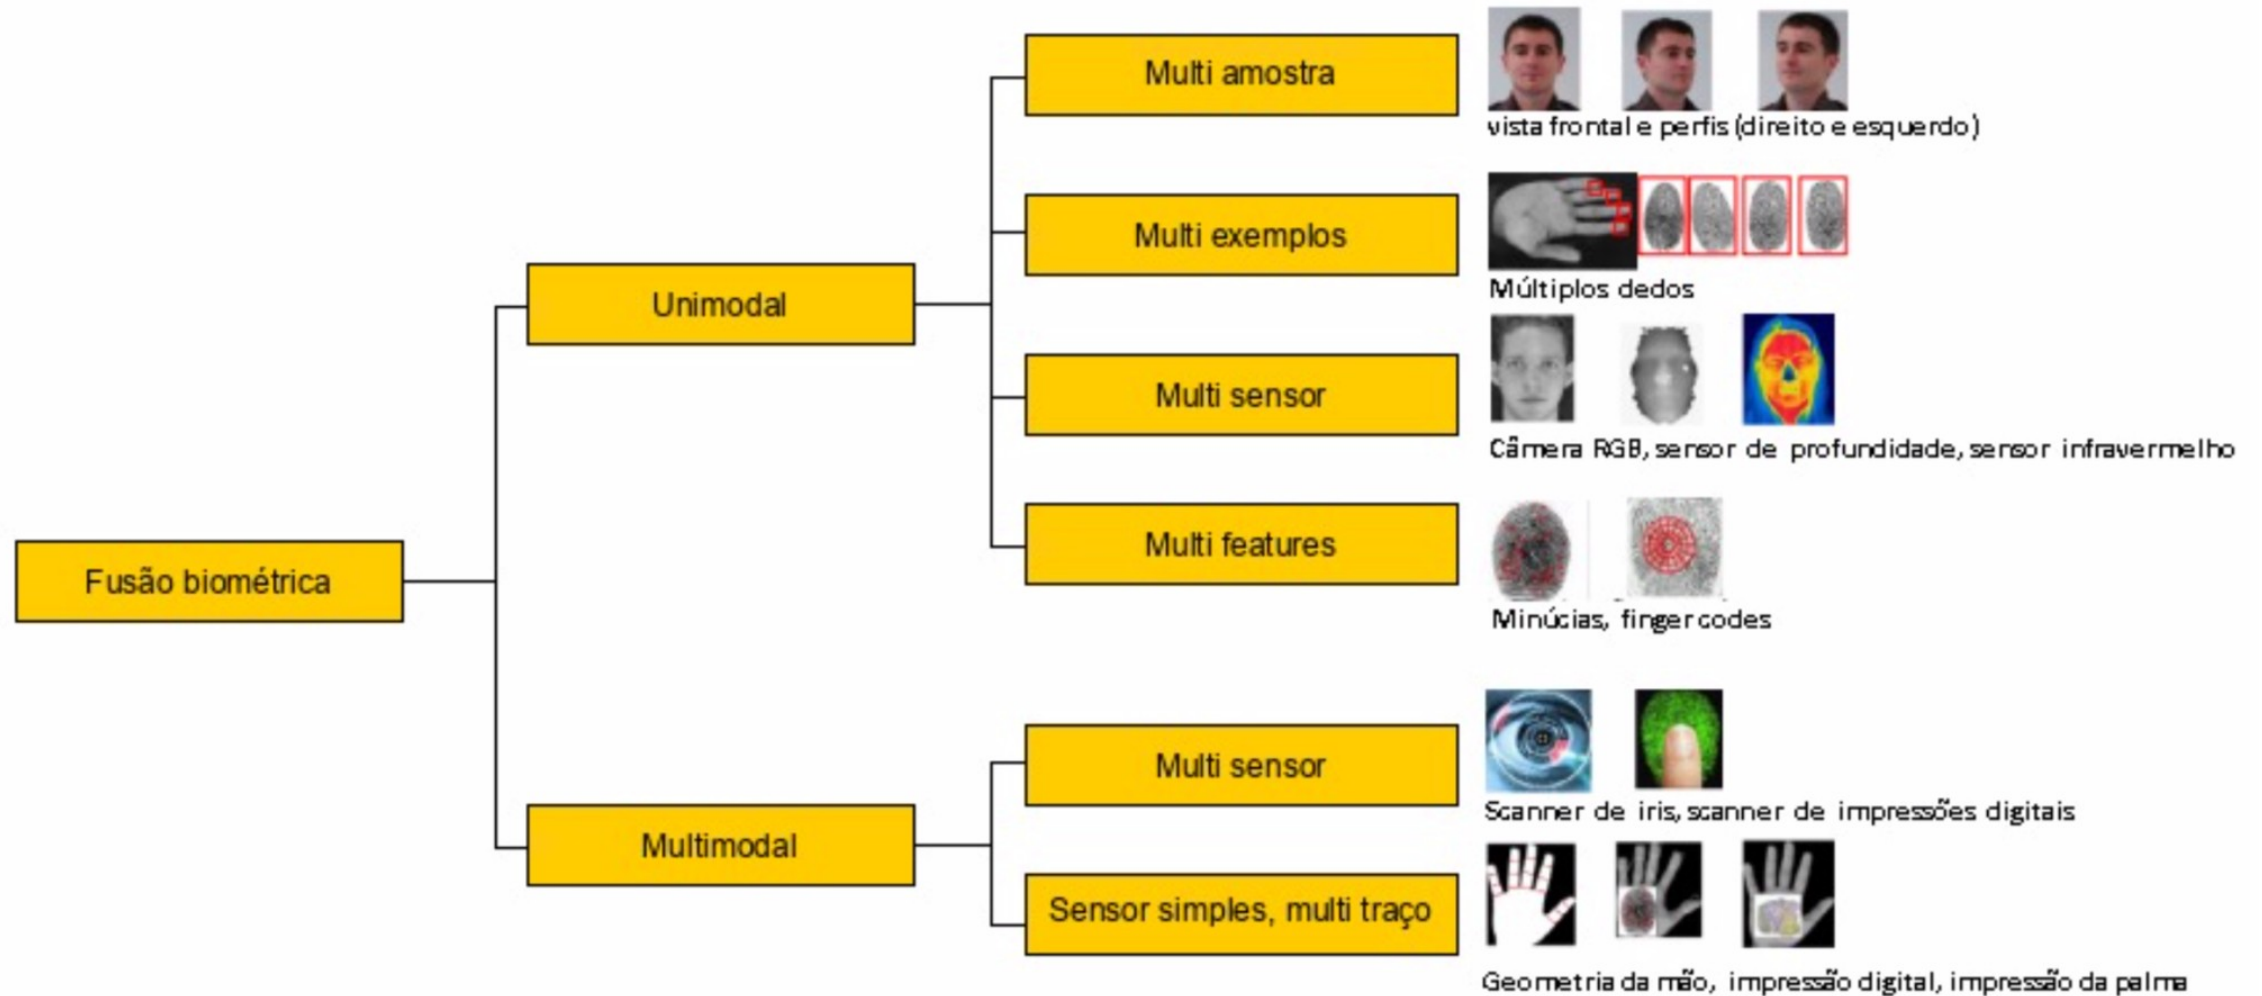 Fusão biométrica
Unimodal
Multi amostra
vista frontal e perfis (direito e esquerdo)
Multi exemplos
Múltiplos dedos
Multi sensor
Câmera RGB, sensor de profundidade, sensor infravermelho
Multi features
Minúcias, finger codes
Multimodal
Multi sensor
Scanner de iris, scanner de impressões digitais
Sensor simples, multi traço
Geometria da mão, impressão digital, impressão da palma